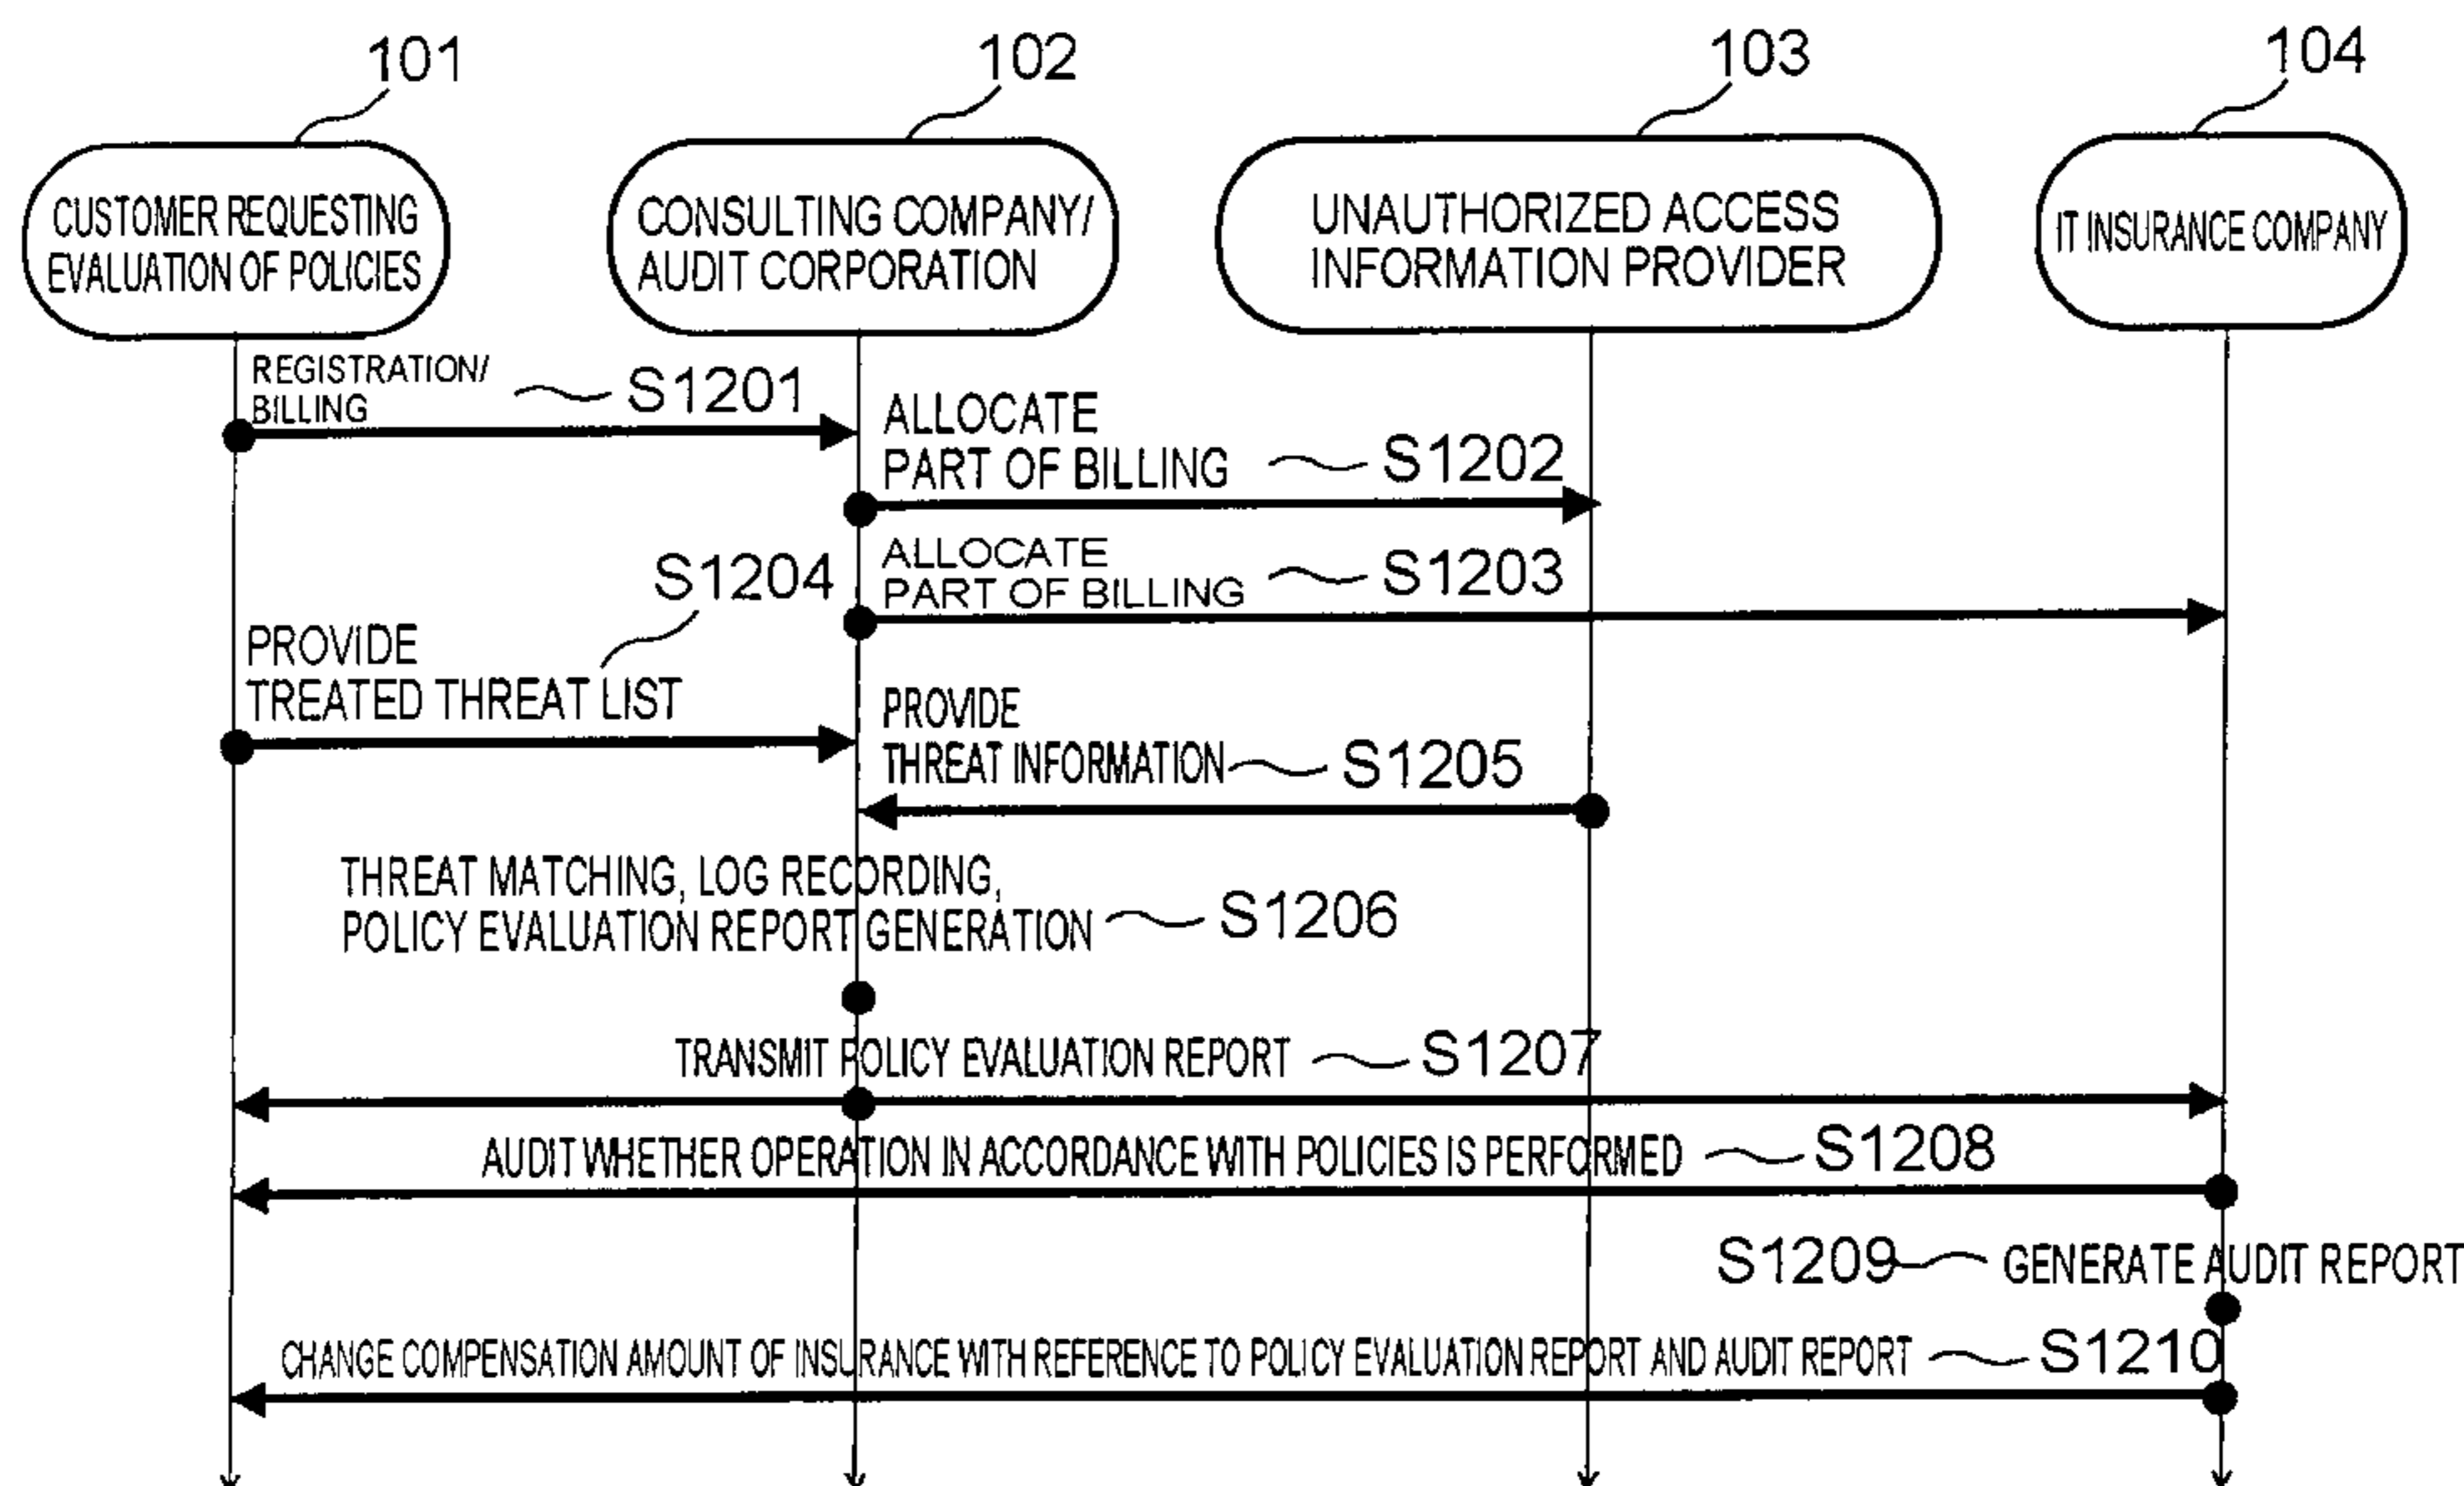 101
102
103
104
CUSTOMER REQUESTING
EVALUATION OF POLICIES
CONSULTING COMPANY/
AUDIT CORPORATION
UNAUTHORIZED ACCESS
INFORMATION PROVIDER
IT INSURANCE COMPANY
REGISTRATION/
BILLING
S1201
ALLOCATE
PART OF BILLING
S1202
ALLOCATE
PART OF BILLING
S1203
S1204
PROVIDE
TREATED THREAT LIST
PROVIDE
THREAT INFORMATION
S1205
THREAT MATCHING, LOG RECORDING,
POLICY EVALUATION REPORT GENERATION
S1206
TRANSMIT POLICY EVALUATION REPORT
S1207
AUDIT WHETHER OPERATION IN ACCORDANCE WITH POLICIES IS PERFORMED
S1208
S1209
GENERATE AUDIT REPORT
CHANGE COMPENSATION AMOUNT OF INSURANCE WITH REFERENCE TO POLICY EVALUATION REPORT AND AUDIT REPORT
S1210